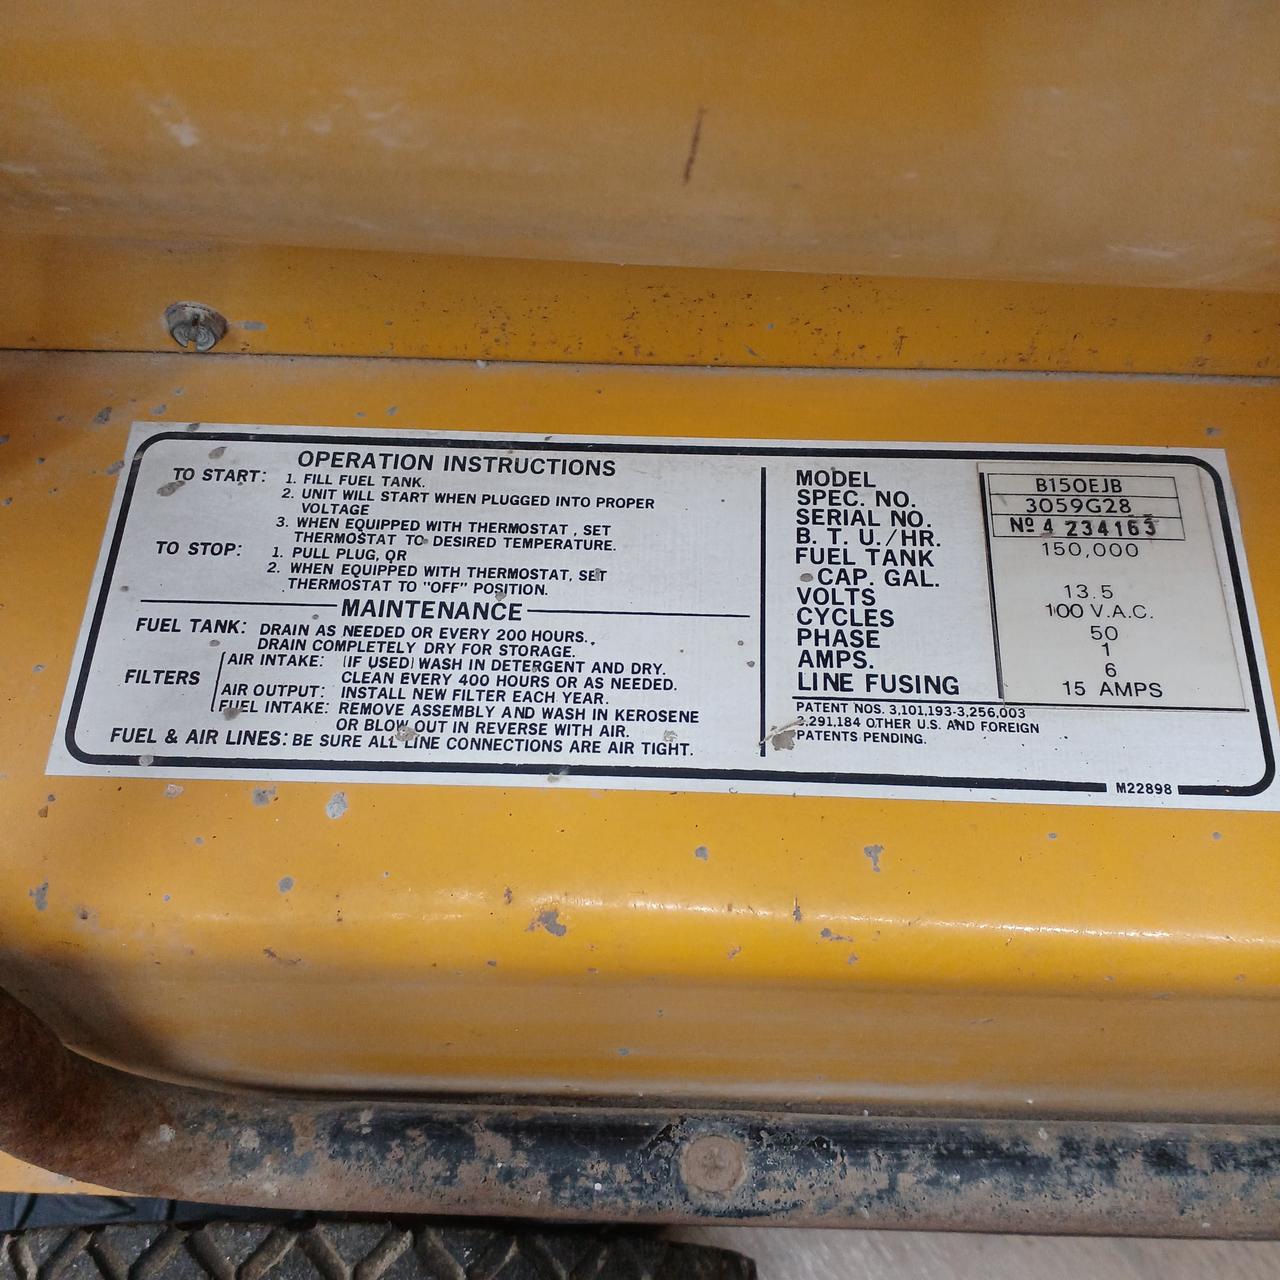 OPERATION INSTRUCTIONS
TO START: 1. FILL FUEL TANK.
2. UNIT WILL START WHEN PLUGGED INTO PROPER
VOLTAGE
3. WHEN EQUIPPED WITH THERMOSTAT, SET
THERMOSTAT TO DESIRED TEMPERATURE.
TO STOP: 1. PULL PLUG, OR
2. WHEN EQUIPPED WITH THERMOSTAT, SET
THERMOSTAT TO "OFF" POSITION.
MAINTENANCE
FUEL TANK: DRAIN AS NEEDED OR EVERY 200 HOURS.
DRAIN COMPLETELY DRY FOR STORAGE.
FILTERS
AIR INTAKE: (IF USED) WASH IN DETERGENT AND DRY.
CLEAN EVERY 400 HOURS OR AS NEEDED.
AIR OUTPUT: INSTALL NEW FILTER EACH YEAR.
FUEL INTAKE: REMOVE ASSEMBLY AND WASH IN KEROSENE
OR BLOW OUT IN REVERSE WITH AIR.
FUEL & AIR LINES: BE SURE ALL LINE CONNECTIONS ARE AIR TIGHT.
MODEL B150EJB
SPEC. NO. 3059G28
SERIAL NO. Nº 4 234163
B. T. U./HR. 150,000
FUEL TANK
CAP. GAL. 13.5
VOLTS 100 V.A.C.
CYCLES 50
PHASE 1
AMPS. 6
LINE FUSING 15 AMPS
PATENT NOS. 3,101,193-3,256,003
3,291,184 OTHER U.S. AND FOREIGN
PATENTS PENDING.
M22898